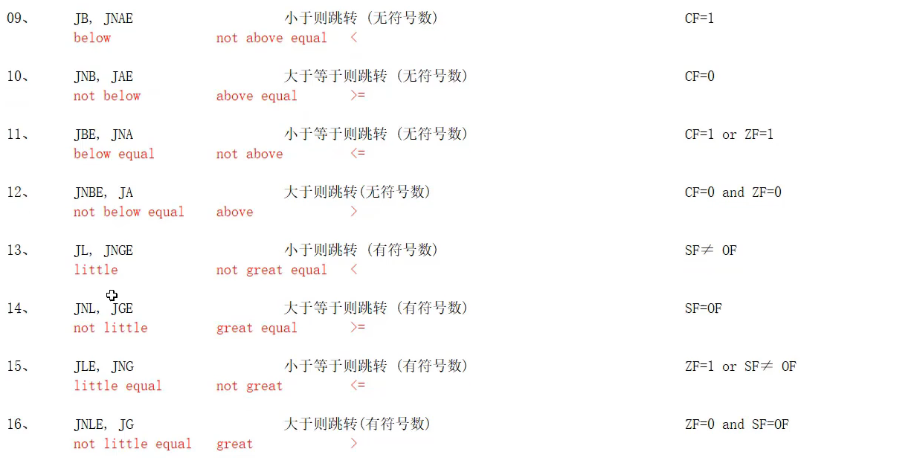 09、 JB, JNAE 小于则跳转 (无符号数) CF=1
below not above equal <
10、 JNB, JAE 大于等于则跳转 (无符号数) CF=0
not below above equal >=
11、 JBE, JNA 小于等于则跳转 (无符号数) CF=1 or ZF=1
below equal not above <=
12、 JNBE, JA 大于则跳转(无符号数) CF=0 and ZF=0
not below equal above >
13、 JL, JNGE 小于则跳转 (有符号数) SF≠ OF
little not great equal <
14、 JNL, JGE 大于等于则跳转 (有符号数) SF=OF
not little great equal >=
15、 JLE, JNG 小于等于则跳转 (有符号数) ZF=1 or SF≠ OF
little equal not great <=
16、 JNLE, JG 大于则跳转(有符号数) ZF=0 and SF=OF
not little equal great >